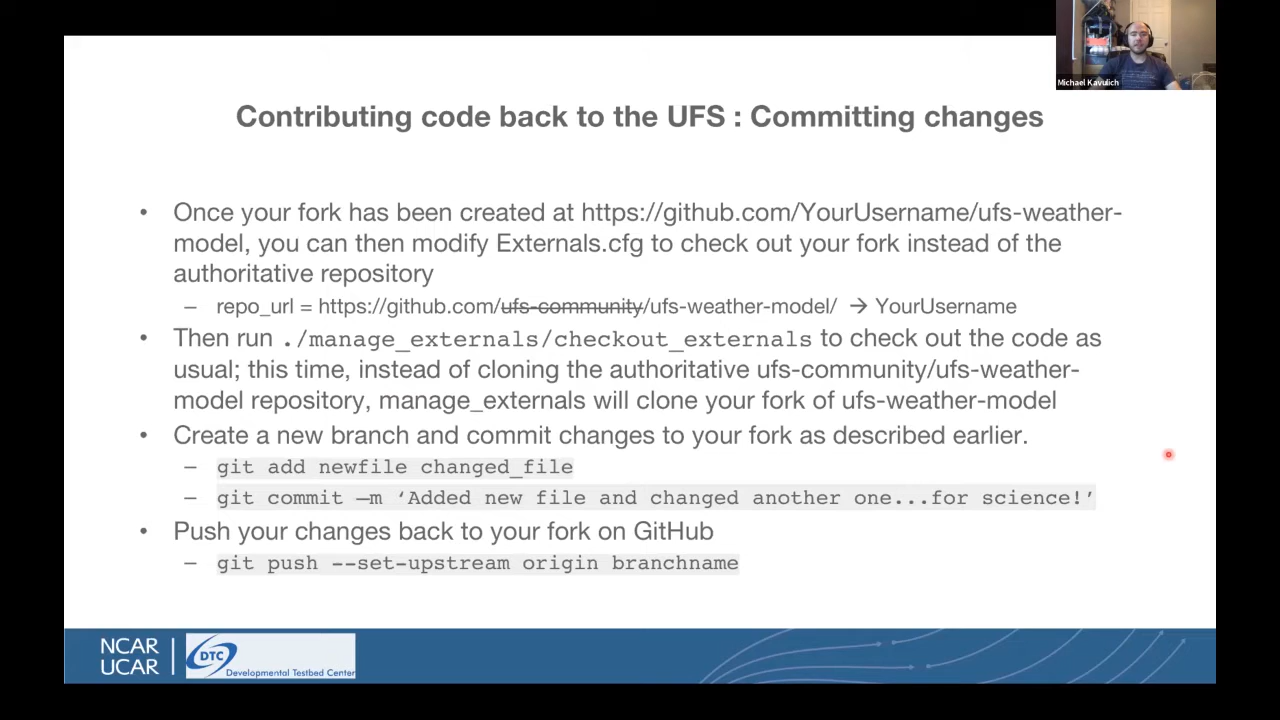 Michael Kavulich
Contributing code back to the UFS : Committing changes
• Once your fork has been created at https://github.com/YourUsername/ufs-weather-
model, you can then modify Externals.cfg to check out your fork instead of the
authoritative repository
– repo_url = https://github.com/ufs-community/ufs-weather-model/ → YourUsername
• Then run ./manage_externals/checkout_externals to check out the code as
usual; this time, instead of cloning the authoritative ufs-community/ufs-weather-
model repository, manage_externals will clone your fork of ufs-weather-model
• Create a new branch and commit changes to your fork as described earlier.
– git add newfile changed_file
– git commit –m ‘Added new file and changed another one...for science!’
• Push your changes back to your fork on GitHub
– git push --set-upstream origin branchname
NCAR
UCAR
DTC
Developmental Testbed Center